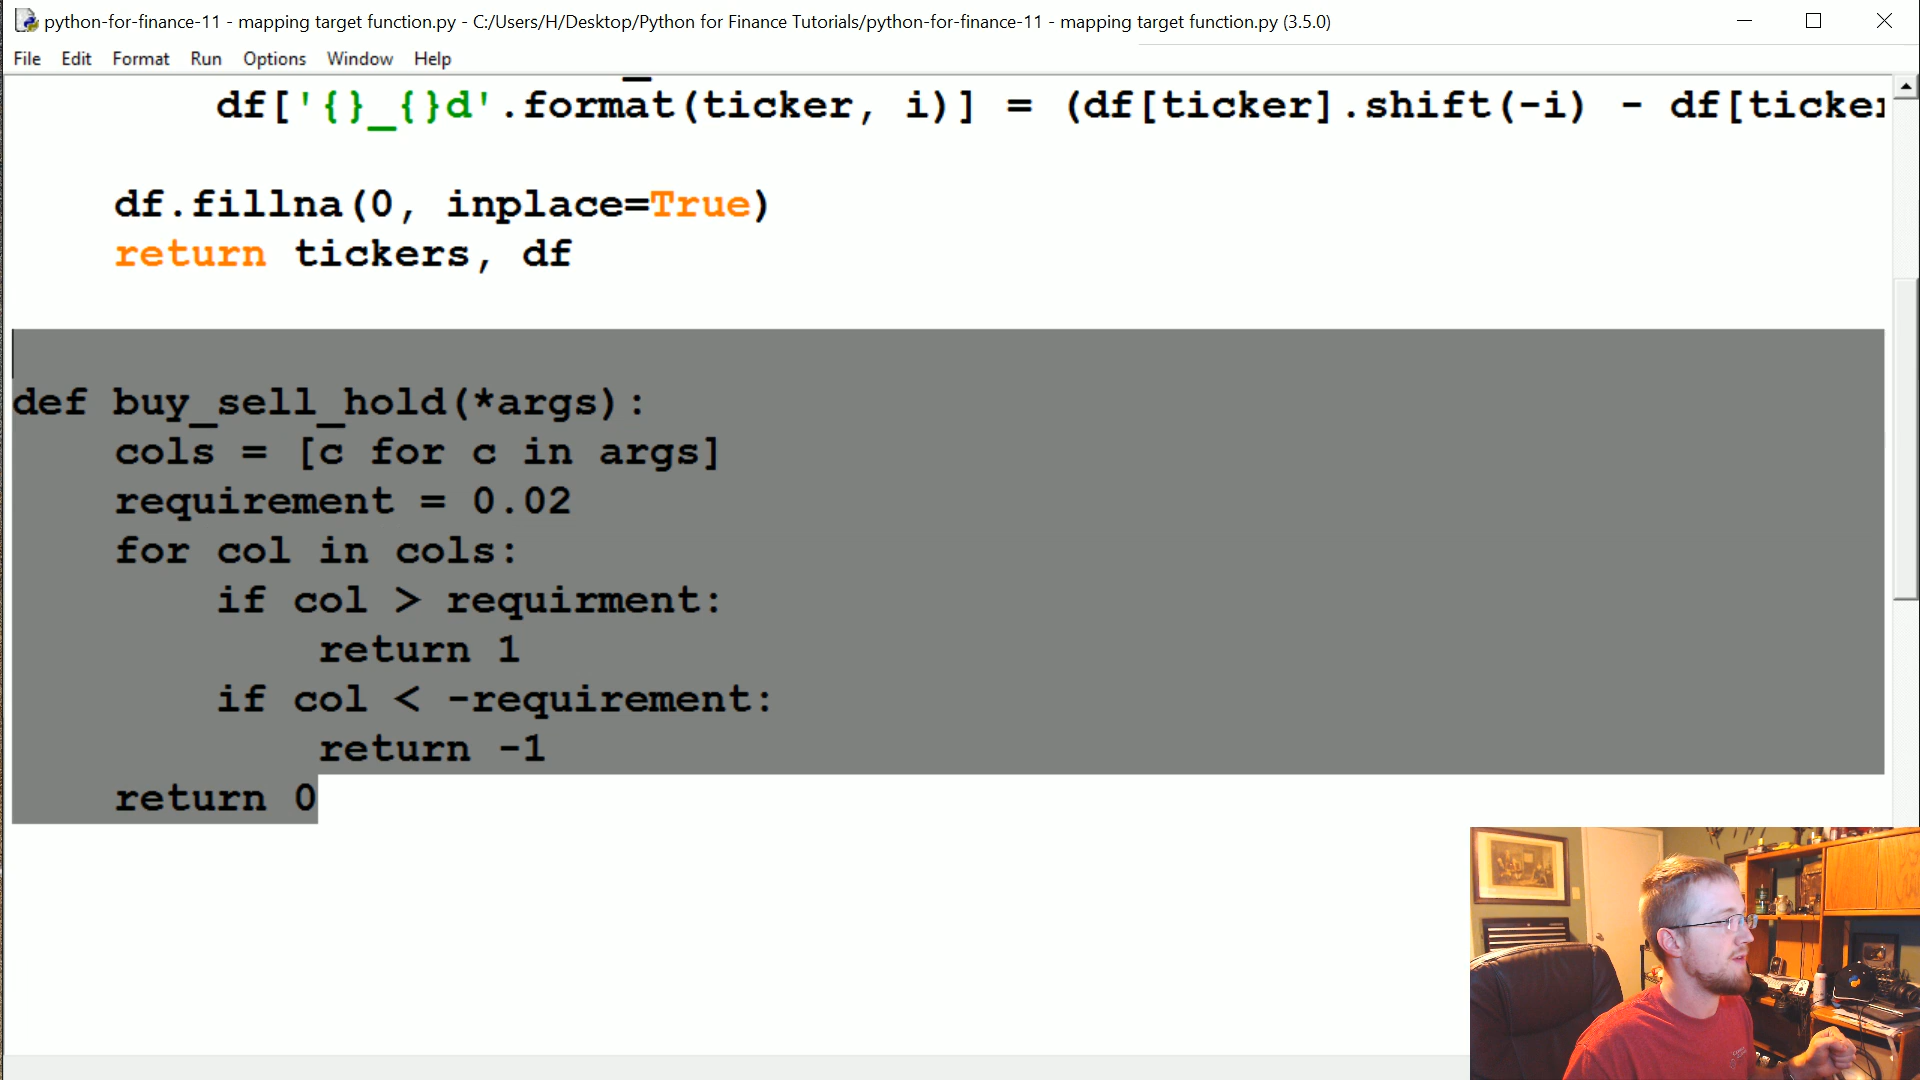 python-for-finance-11 - mapping target function.py - C:/Users/H/Desktop/Python for Finance Tutorials/python-for-finance-11 - mapping target function.py (3.5.0)
File Edit Format Run Options Window Help
df['{}_{}d'.format(ticker, i)] = (df[ticker].shift(-i) - df[ticker
df.fillna(0, inplace=True)
return tickers, df
def buy_sell_hold(*args):
cols = [c for c in args]
requirement = 0.02
for col in cols:
if col > requirment:
return 1
if col < -requirement:
return -1
return 0